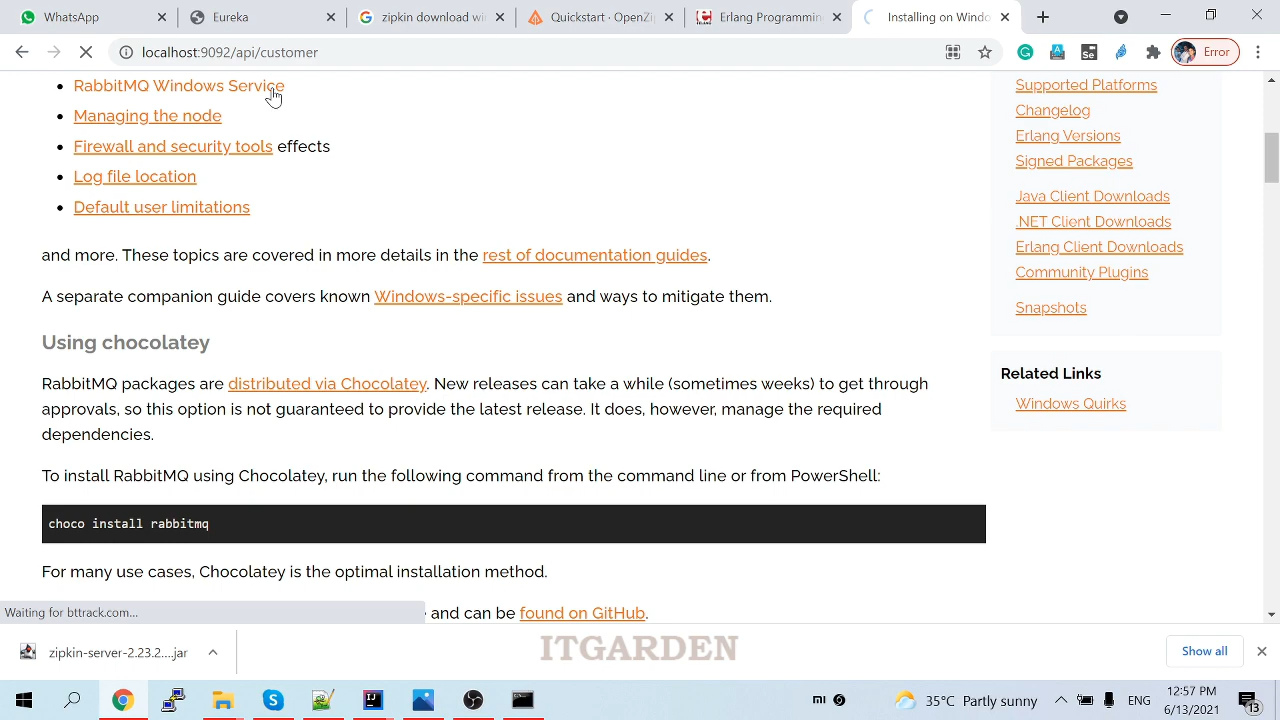 WhatsApp
Eureka
zipkin download wi
Quickstart · OpenZi
Erlang Programmin
Installing on Windo
localhost:9092/api/customer
Error
RabbitMQ Windows Service
Managing the node
Firewall and security tools effects
Log file location
Default user limitations
and more. These topics are covered in more details in the rest of documentation guides.
A separate companion guide covers known Windows-specific issues and ways to mitigate them.
Using chocolatey
RabbitMQ packages are distributed via Chocolatey. New releases can take a while (sometimes weeks) to get through
approvals, so this option is not guaranteed to provide the latest release. It does, however, manage the required
dependencies.
To install RabbitMQ using Chocolatey, run the following command from the command line or from PowerShell:
choco install rabbitmq
For many use cases, Chocolatey is the optimal installation method.
and can be found on GitHub.
Supported Platforms
Changelog
Erlang Versions
Signed Packages
Java Client Downloads
.NET Client Downloads
Erlang Client Downloads
Community Plugins
Snapshots
Related Links
Windows Quirks
Waiting for bttrack.com...
zipkin-server-2.23.2....jar
ITGARDEN
Show all
35°C Partly sunny
ENG
12:57 PM
6/13/2021
13